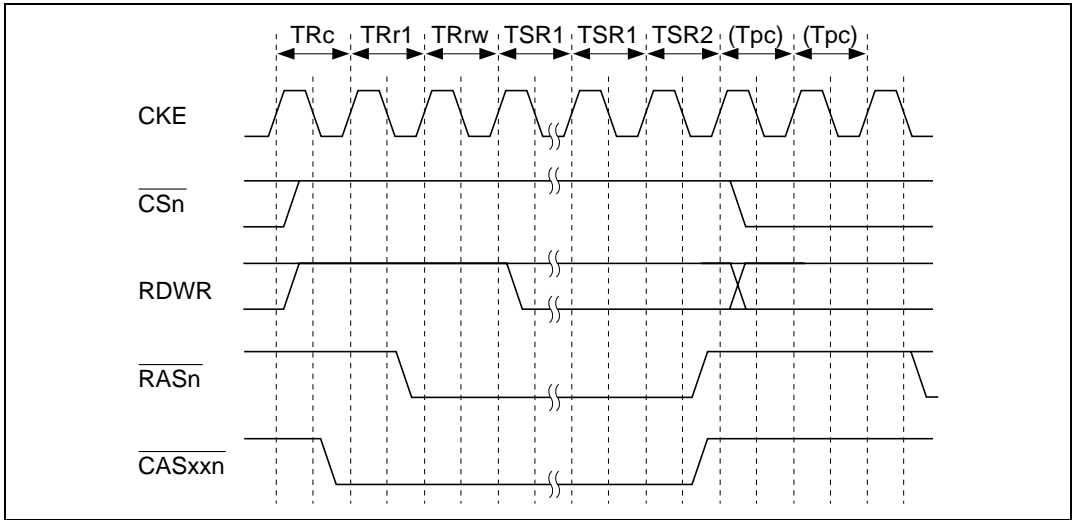 TRc TRr1 TRrw TSR1 TSR1 TSR2 (Tpc) (Tpc)
CKE
CSn
RDWR
RASn
CASxxn